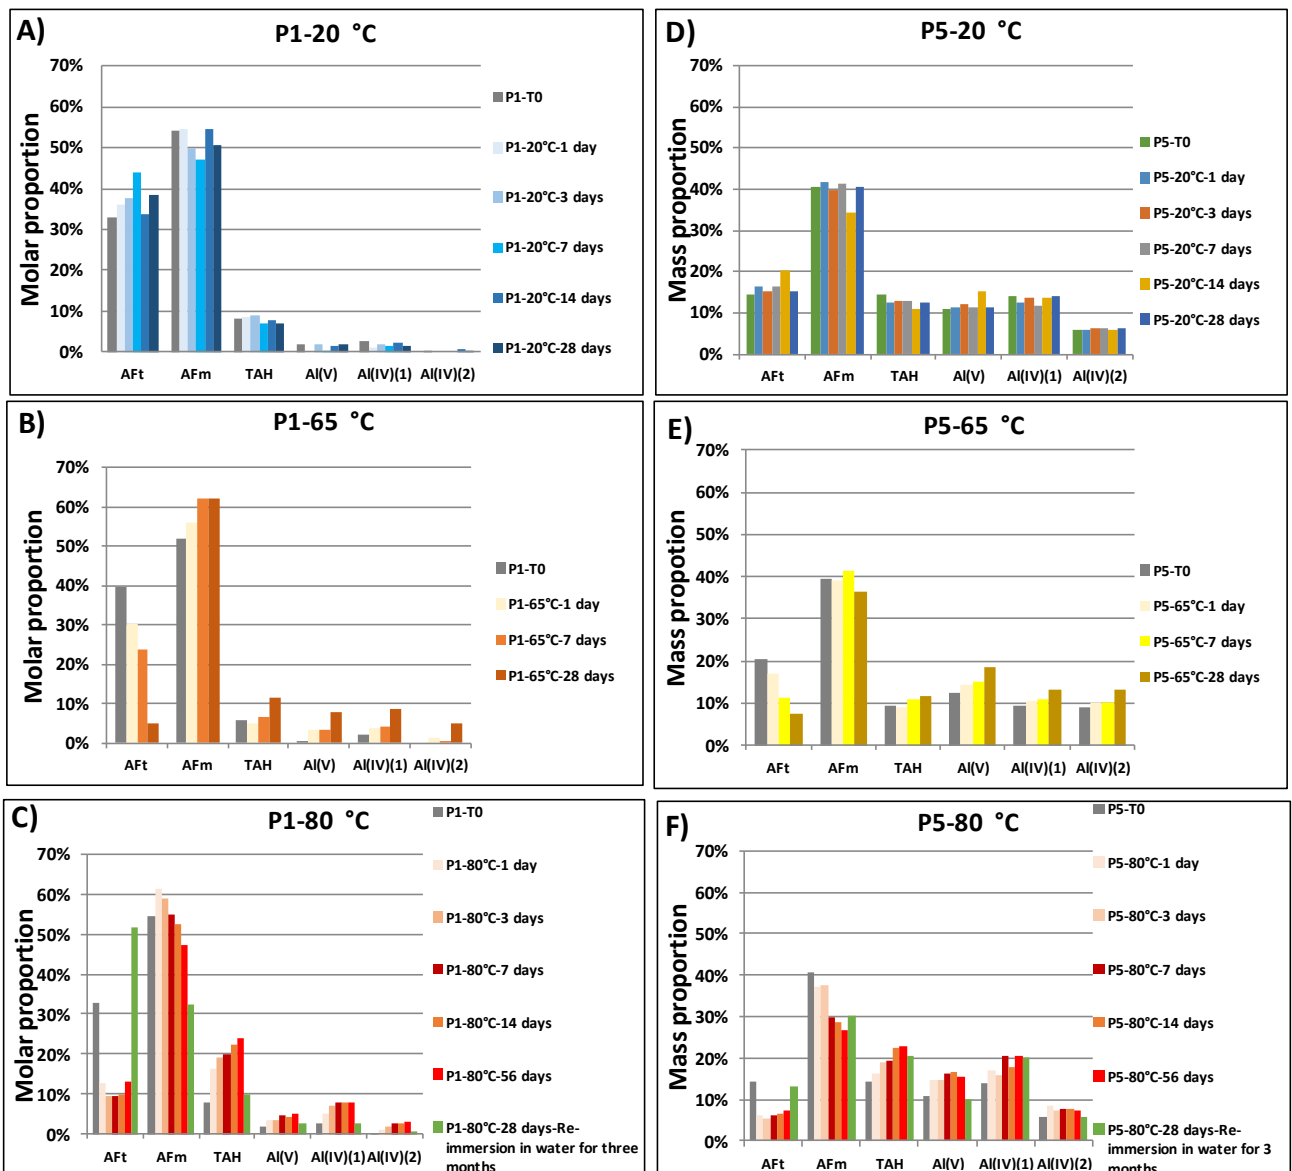 A)
P1-20 °C
Molar proportion
70%
60%
50%
40%
30%
20%
10%
0%
AFt AFm TAH Al(V) Al(IV)(1) Al(IV)(2)
P1-T0
P1-20°C-1 day
P1-20°C-3 days
P1-20°C-7 days
P1-20°C-14 days
P1-20°C-28 days
D)
P5-20 °C
Mass proportion
70%
60%
50%
40%
30%
20%
10%
0%
AFt AFm TAH Al(V) Al(IV)(1) Al(IV)(2)
P5-T0
P5-20°C-1 day
P5-20°C-3 days
P5-20°C-7 days
P5-20°C-14 days
P5-20°C-28 days
B)
P1-65 °C
Molar proportion
70%
60%
50%
40%
30%
20%
10%
0%
AFt AFm TAH Al(V) Al(IV)(1) Al(IV)(2)
P1-T0
P1-65°C-1 day
P1-65°C-7 days
P1-65°C-28 days
E)
P5-65 °C
Mass propotion
70%
60%
50%
40%
30%
20%
10%
0%
AFt AFm TAH Al(V) Al(IV)(1) Al(IV)(2)
P5-T0
P5-65°C-1 day
P5-65°C-7 days
P5-65°C-28 days
C)
P1-80 °C
Molar proportion
70%
60%
50%
40%
30%
20%
10%
0%
AFt AFm TAH Al(V) Al(IV)(1) Al(IV)(2)
P1-T0
P1-80°C-1 day
P1-80°C-3 days
P1-80°C-7 days
P1-80°C-14 days
P1-80°C-56 days
P1-80°C-28 days-Re-
immersion in water for three
months
F)
P5-80 °C
Mass proportion
70%
60%
50%
40%
30%
20%
10%
0%
AFt AFm TAH Al(V) Al(IV)(1) Al(IV)(2)
P5-T0
P5-80°C-1 day
P5-80°C-3 days
P5-80°C-7 days
P5-80°C-14 days
P5-80°C-56 days
P5-80°C-28 days-Re-
immersion in water for 3
months